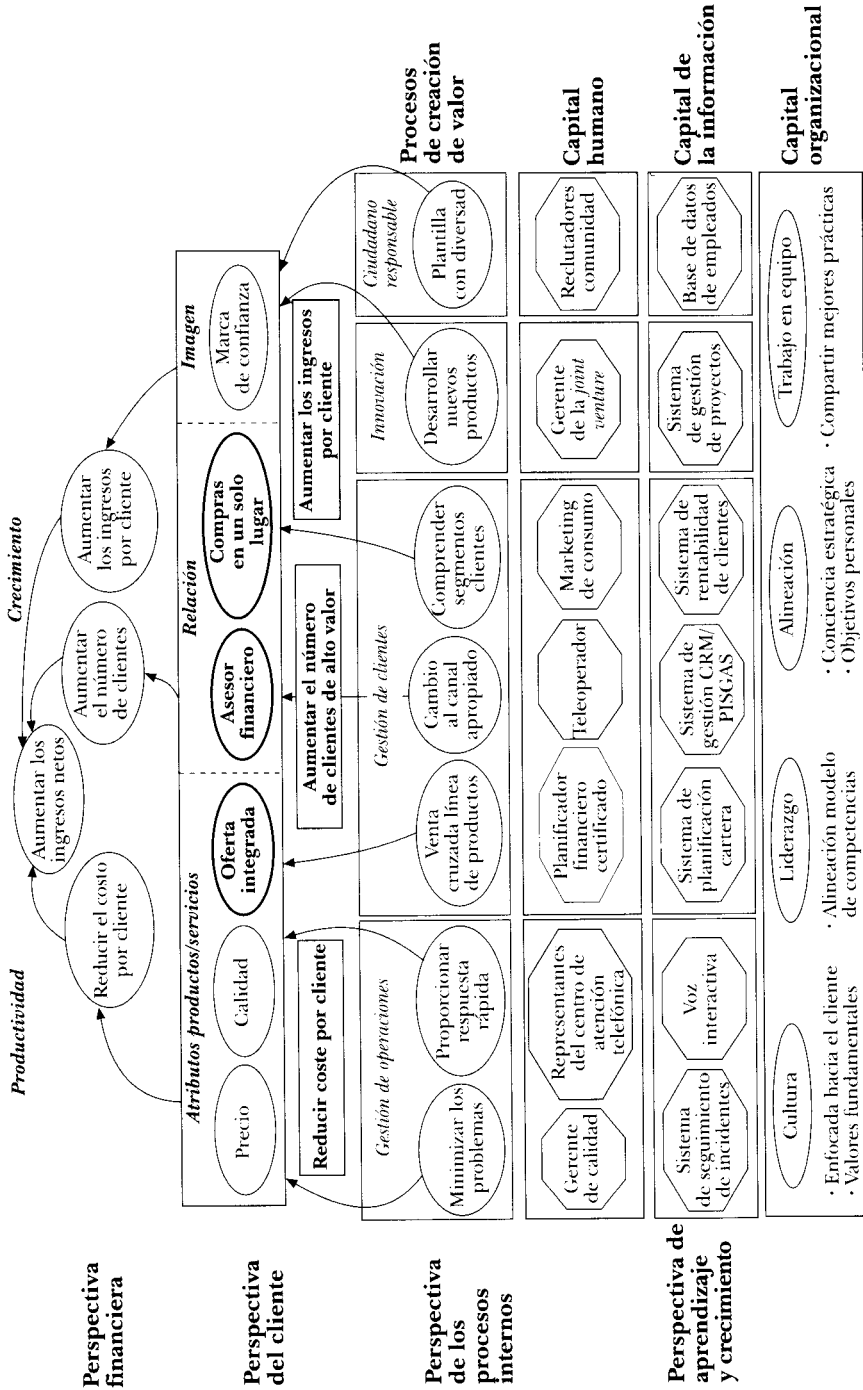 Perspectiva
financiera
Productividad
Crecimiento
Aumentar los
ingresos netos
Reducir el costo
por cliente
Aumentar
el número
de clientes
Aumentar
los ingresos
por cliente
Perspectiva
del cliente
Atributos productos/servicios
Relación
Imagen
Precio
Calidad
Oferta
integrada
Asesor
financiero
Compras
en un solo
lugar
Marca
de confianza
Reducir coste por cliente
Aumentar el número
de clientes de alto valor
Aumentar los ingresos
por cliente
Perspectiva
de los
procesos
internos
Gestión de operaciones
Minimizar los
problemas
Proporcionar
respuesta
rápida
Gestión de clientes
Venta
cruzada línea
de productos
Cambio
al canal
apropiado
Comprender
segmentos
clientes
Innovación
Desarrollar
nuevos
productos
Ciudadano
responsable
Plantilla
con diversad
Procesos
de creación
de valor
Gerente
de calidad
Representantes
del centro de
atención
telefónica
Planificador
financiero
certificado
Teleoperador
Marketing
de consumo
Gerente
de la joint
venture
Reclutadores
comunidad
Capital
humano
Perspectiva de
aprendizaje
y crecimiento
Sistema
de seguimiento
de incidentes
Voz
interactiva
Sistema de
planificación
cartera
Sistema de
gestión CRM/
PISGAS
Sistema de
rentabilidad
de clientes
Sistema
de gestión
de proyectos
Base de datos
de empleados
Capital de
la información
Cultura
· Enfocada hacia el cliente
· Valores fundamentales
Liderazgo
· Alineación modelo
de competencias
Alineación
· Conciencia estratégica
· Objetivos personales
Trabajo en equipo
· Compartir mejores prácticas
Capital
organizacional